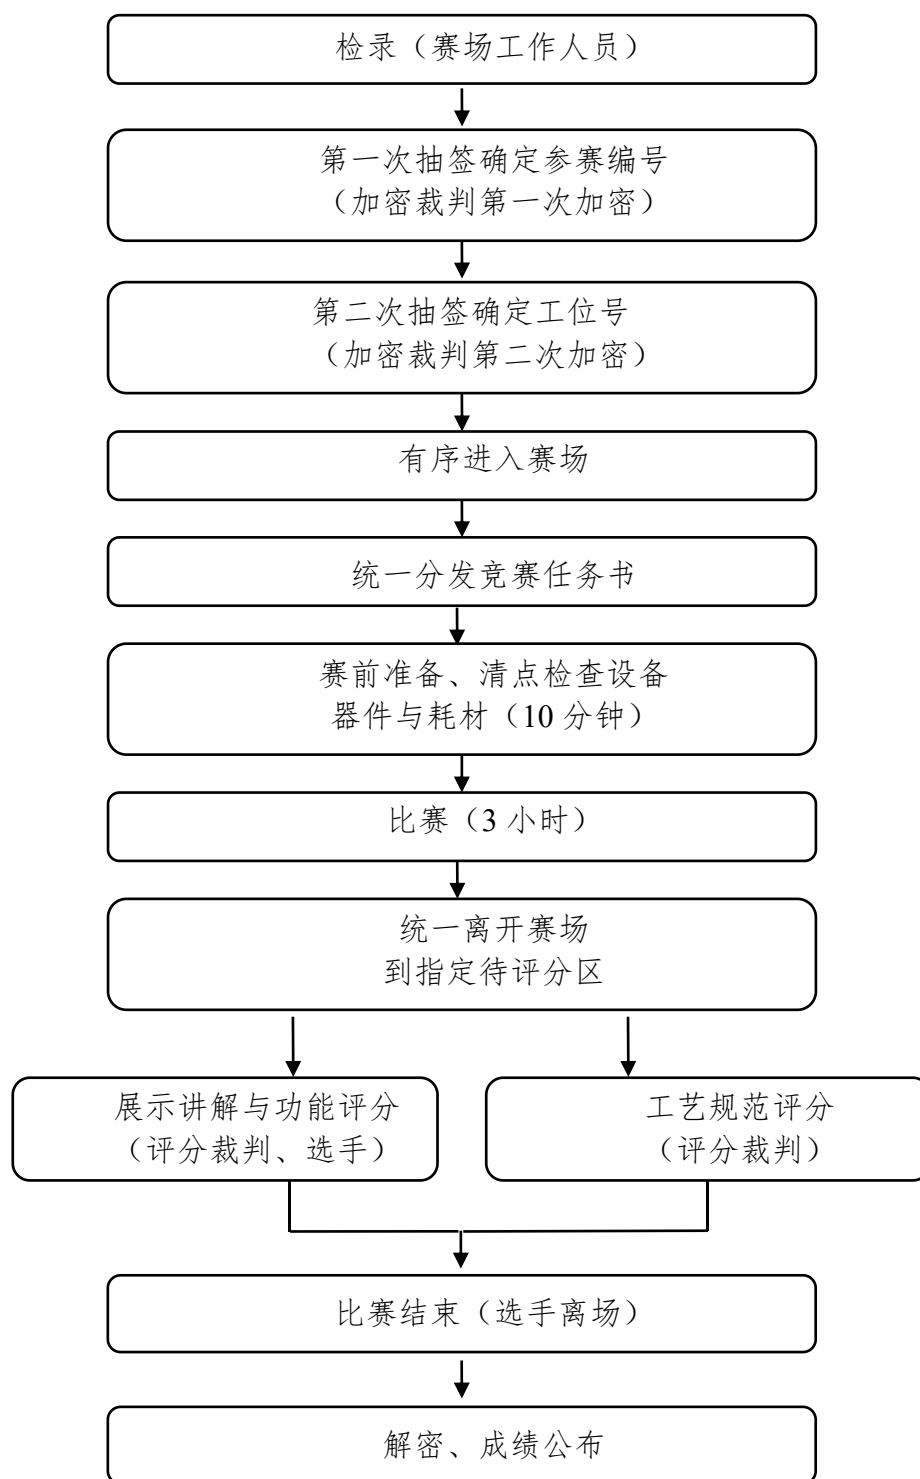 检录（赛场工作人员）
第一次抽签确定参赛编号
（加密裁判第一次加密）
第二次抽签确定工位号
（加密裁判第二次加密）
有序进入赛场
统一分发竞赛任务书
赛前准备、清点检查设备
器件与耗材（10 分钟）
比赛（3 小时）
统一离开赛场
到指定待评分区
展示讲解与功能评分
（评分裁判、选手）
工艺规范评分
（评分裁判）
比赛结束（选手离场）
解密、成绩公布